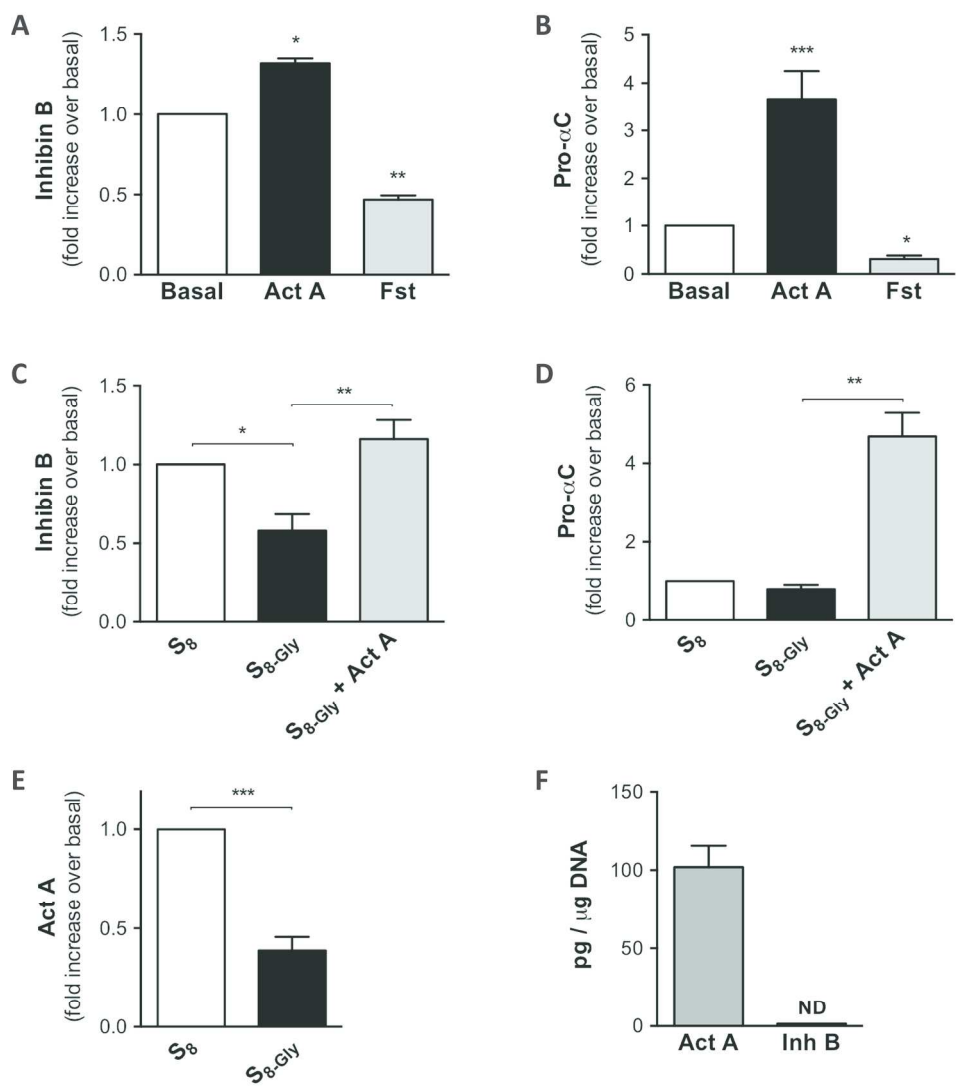 A
Inhibin B
(fold increase over basal)
1.5
1.0
0.5
0.0
*
**
Basal Act A Fst
B
Pro-αC
(fold increase over basal)
5
4
3
2
1
0
***
*
Basal Act A Fst
C
Inhibin B
(fold increase over basal)
1.5
1.0
0.5
0.0
*
**
S8
S8-Gly
S8-Gly + Act A
D
Pro-αC
(fold increase over basal)
6
4
2
0
**
S8
S8-Gly
S8-Gly + Act A
E
Act A
(fold increase over basal)
1.0
0.5
0.0
***
S8
S8-Gly
F
pg / µg DNA
150
100
50
0
ND
Act A Inh B